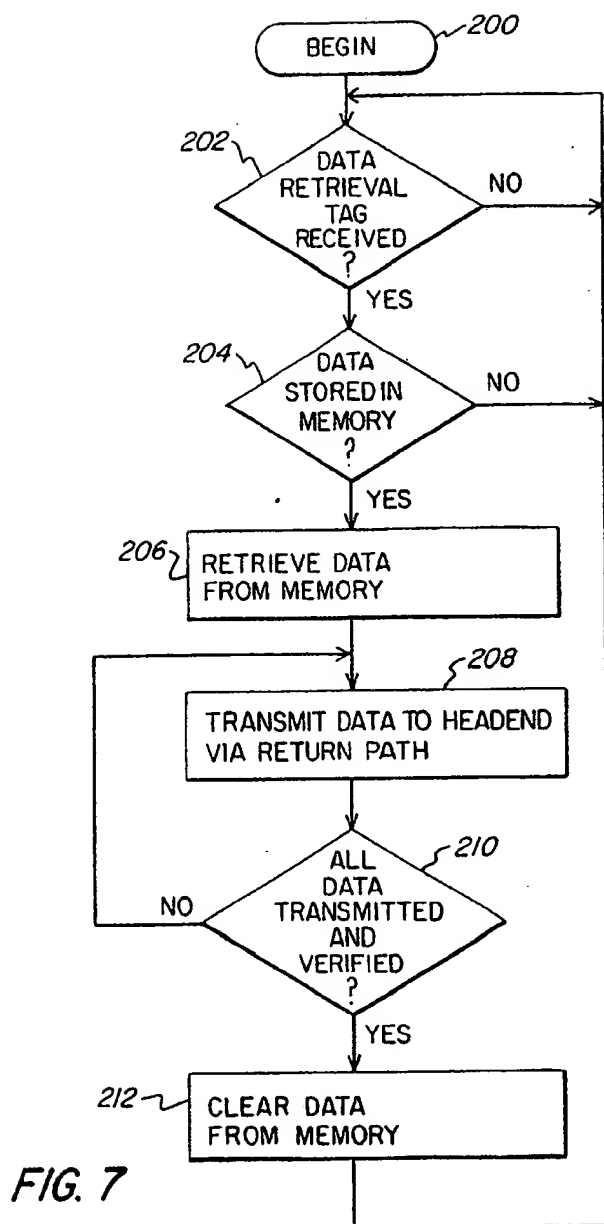 200
BEGIN
202
DATA
RETRIEVAL
TAG
RECEIVED
?
NO
YES
204
DATA
STORED IN
MEMORY
?
NO
YES
206
RETRIEVE DATA
FROM MEMORY
208
TRANSMIT DATA TO HEADEND
VIA RETURN PATH
210
ALL
DATA
TRANSMITTED
AND
VERIFIED
?
NO
YES
212
CLEAR DATA
FROM MEMORY
FIG. 7